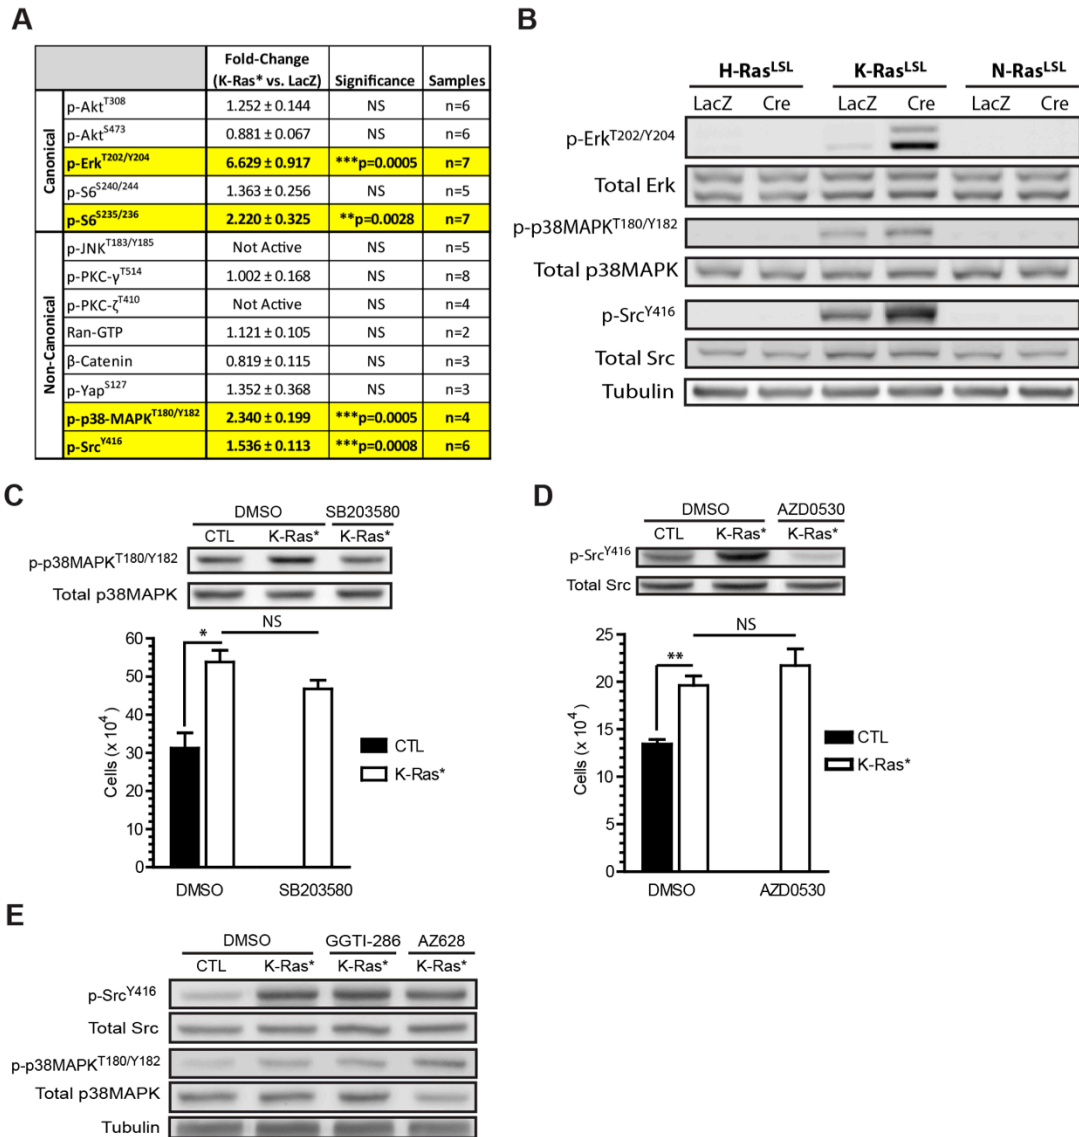 A
Fold-Change
(K-Ras* vs. LacZ) Significance Samples
Canonical
p-Akt^T308 1.252 ± 0.144 NS n=6
p-Akt^S473 0.881 ± 0.067 NS n=6
p-Erk^T202/Y204 6.629 ± 0.917 ***p=0.0005 n=7
p-S6^S240/244 1.363 ± 0.256 NS n=5
p-S6^S235/236 2.220 ± 0.325 **p=0.0028 n=7
Non-Canonical
p-JNK^T183/Y185 Not Active NS n=5
p-PKC-γ^T514 1.002 ± 0.168 NS n=8
p-PKC-ζ^T410 Not Active NS n=4
Ran-GTP 1.121 ± 0.105 NS n=2
β-Catenin 0.819 ± 0.115 NS n=3
p-Yap^S127 1.352 ± 0.368 NS n=3
p-p38-MAPK^T180/Y182 2.340 ± 0.199 ***p=0.0005 n=4
p-Src^Y416 1.536 ± 0.113 ***p=0.0008 n=6
B
H-Ras^LSL K-Ras^LSL N-Ras^LSL
LacZ Cre LacZ Cre LacZ Cre
p-Erk^T202/Y204
Total Erk
p-p38MAPK^T180/Y182
Total p38MAPK
p-Src^Y416
Total Src
Tubulin
C
DMSO SB203580
CTL K-Ras* K-Ras*
p-p38MAPK^T180/Y182
Total p38MAPK
NS
*
60
50
40
30
20
10
0
Cells (x 10^4)
CTL
K-Ras*
DMSO SB203580
D
DMSO AZD0530
CTL K-Ras* K-Ras*
p-Src^Y416
Total Src
NS
**
25
20
15
10
5
0
Cells (x 10^4)
CTL
K-Ras*
DMSO AZD0530
E
DMSO GGTI-286 AZ628
CTL K-Ras* K-Ras* K-Ras*
p-Src^Y416
Total Src
p-p38MAPK^T180/Y182
Total p38MAPK
Tubulin